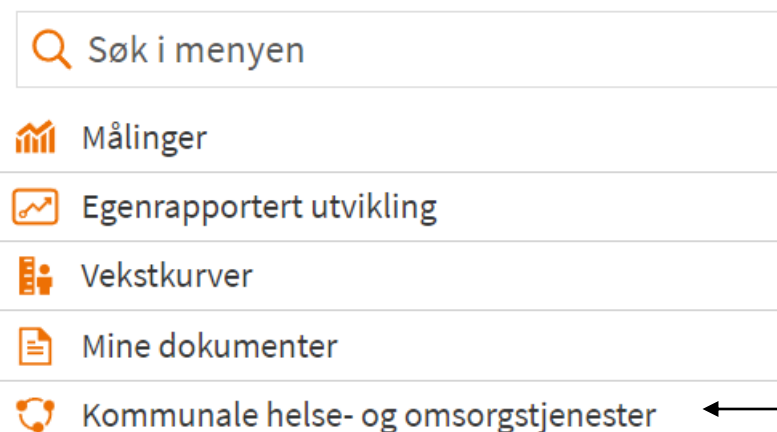 Søk i menyen
Målinger
Egenrapportert utvikling
Vekstkurver
Mine dokumenter
Kommunale helse- og omsorgstjenester